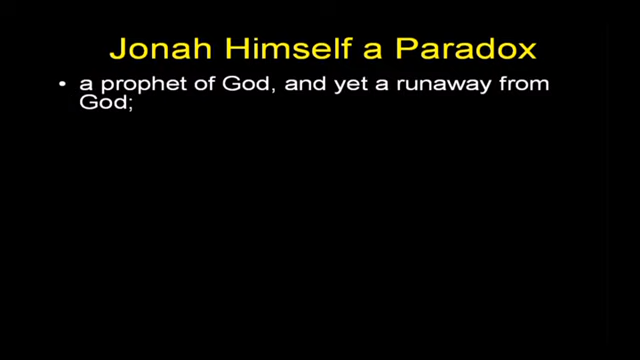 Jonah Himself a Paradox
• a prophet of God, and yet a runaway from
God;